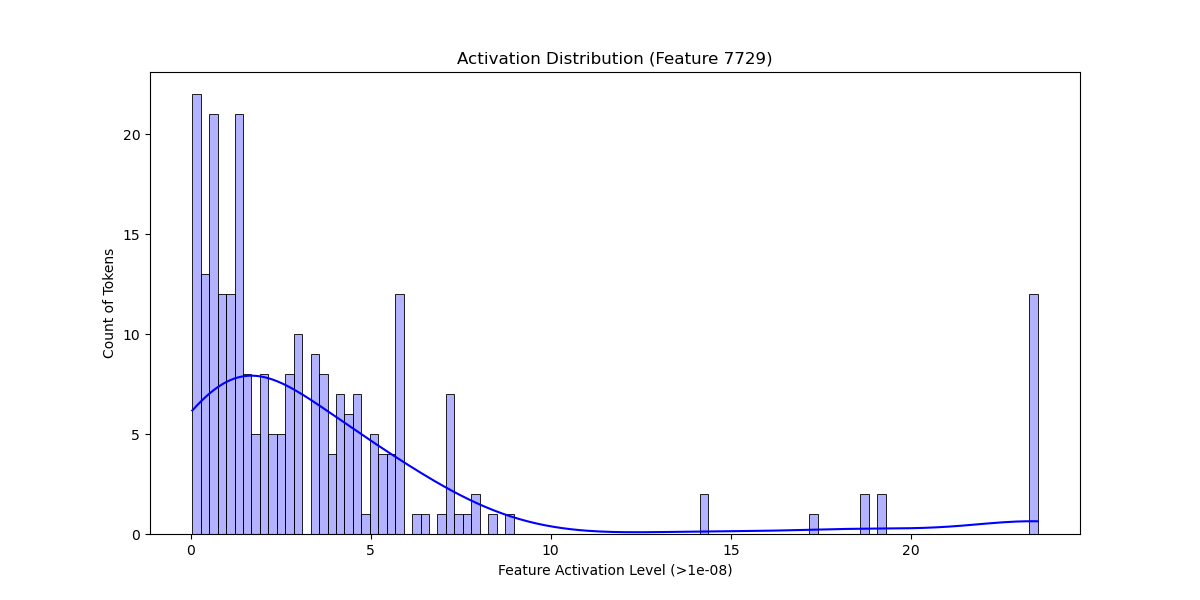 Activation Distribution (Feature 7729)
Count of Tokens
20
15
10
5
0
0 5 10 15 20
Feature Activation Level (>1e-08)